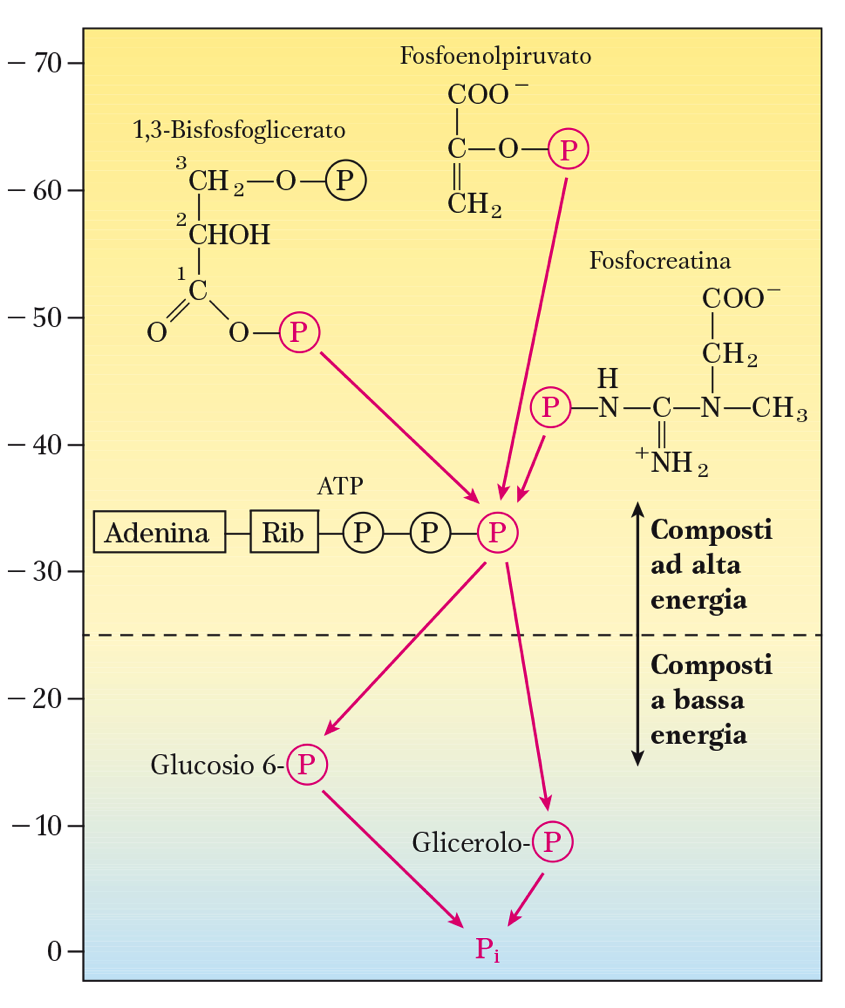 −70
−60
−50
−40
−30
−20
−10
0
Fosfoenolpiruvato
COO⁻
C—O—P
CH₂
1,3-Bisfosfoglicerato
³CH₂—O—P
²CHOH
¹C
O
O—P
Fosfocreatina
COO⁻
CH₂
H
P—N—C—N—CH₃
⁺NH₂
ATP
Adenina—Rib—P—P—P
Composti
ad alta
energia
Composti
a bassa
energia
Glucosio 6-P
Glicerolo-P
Pᵢ